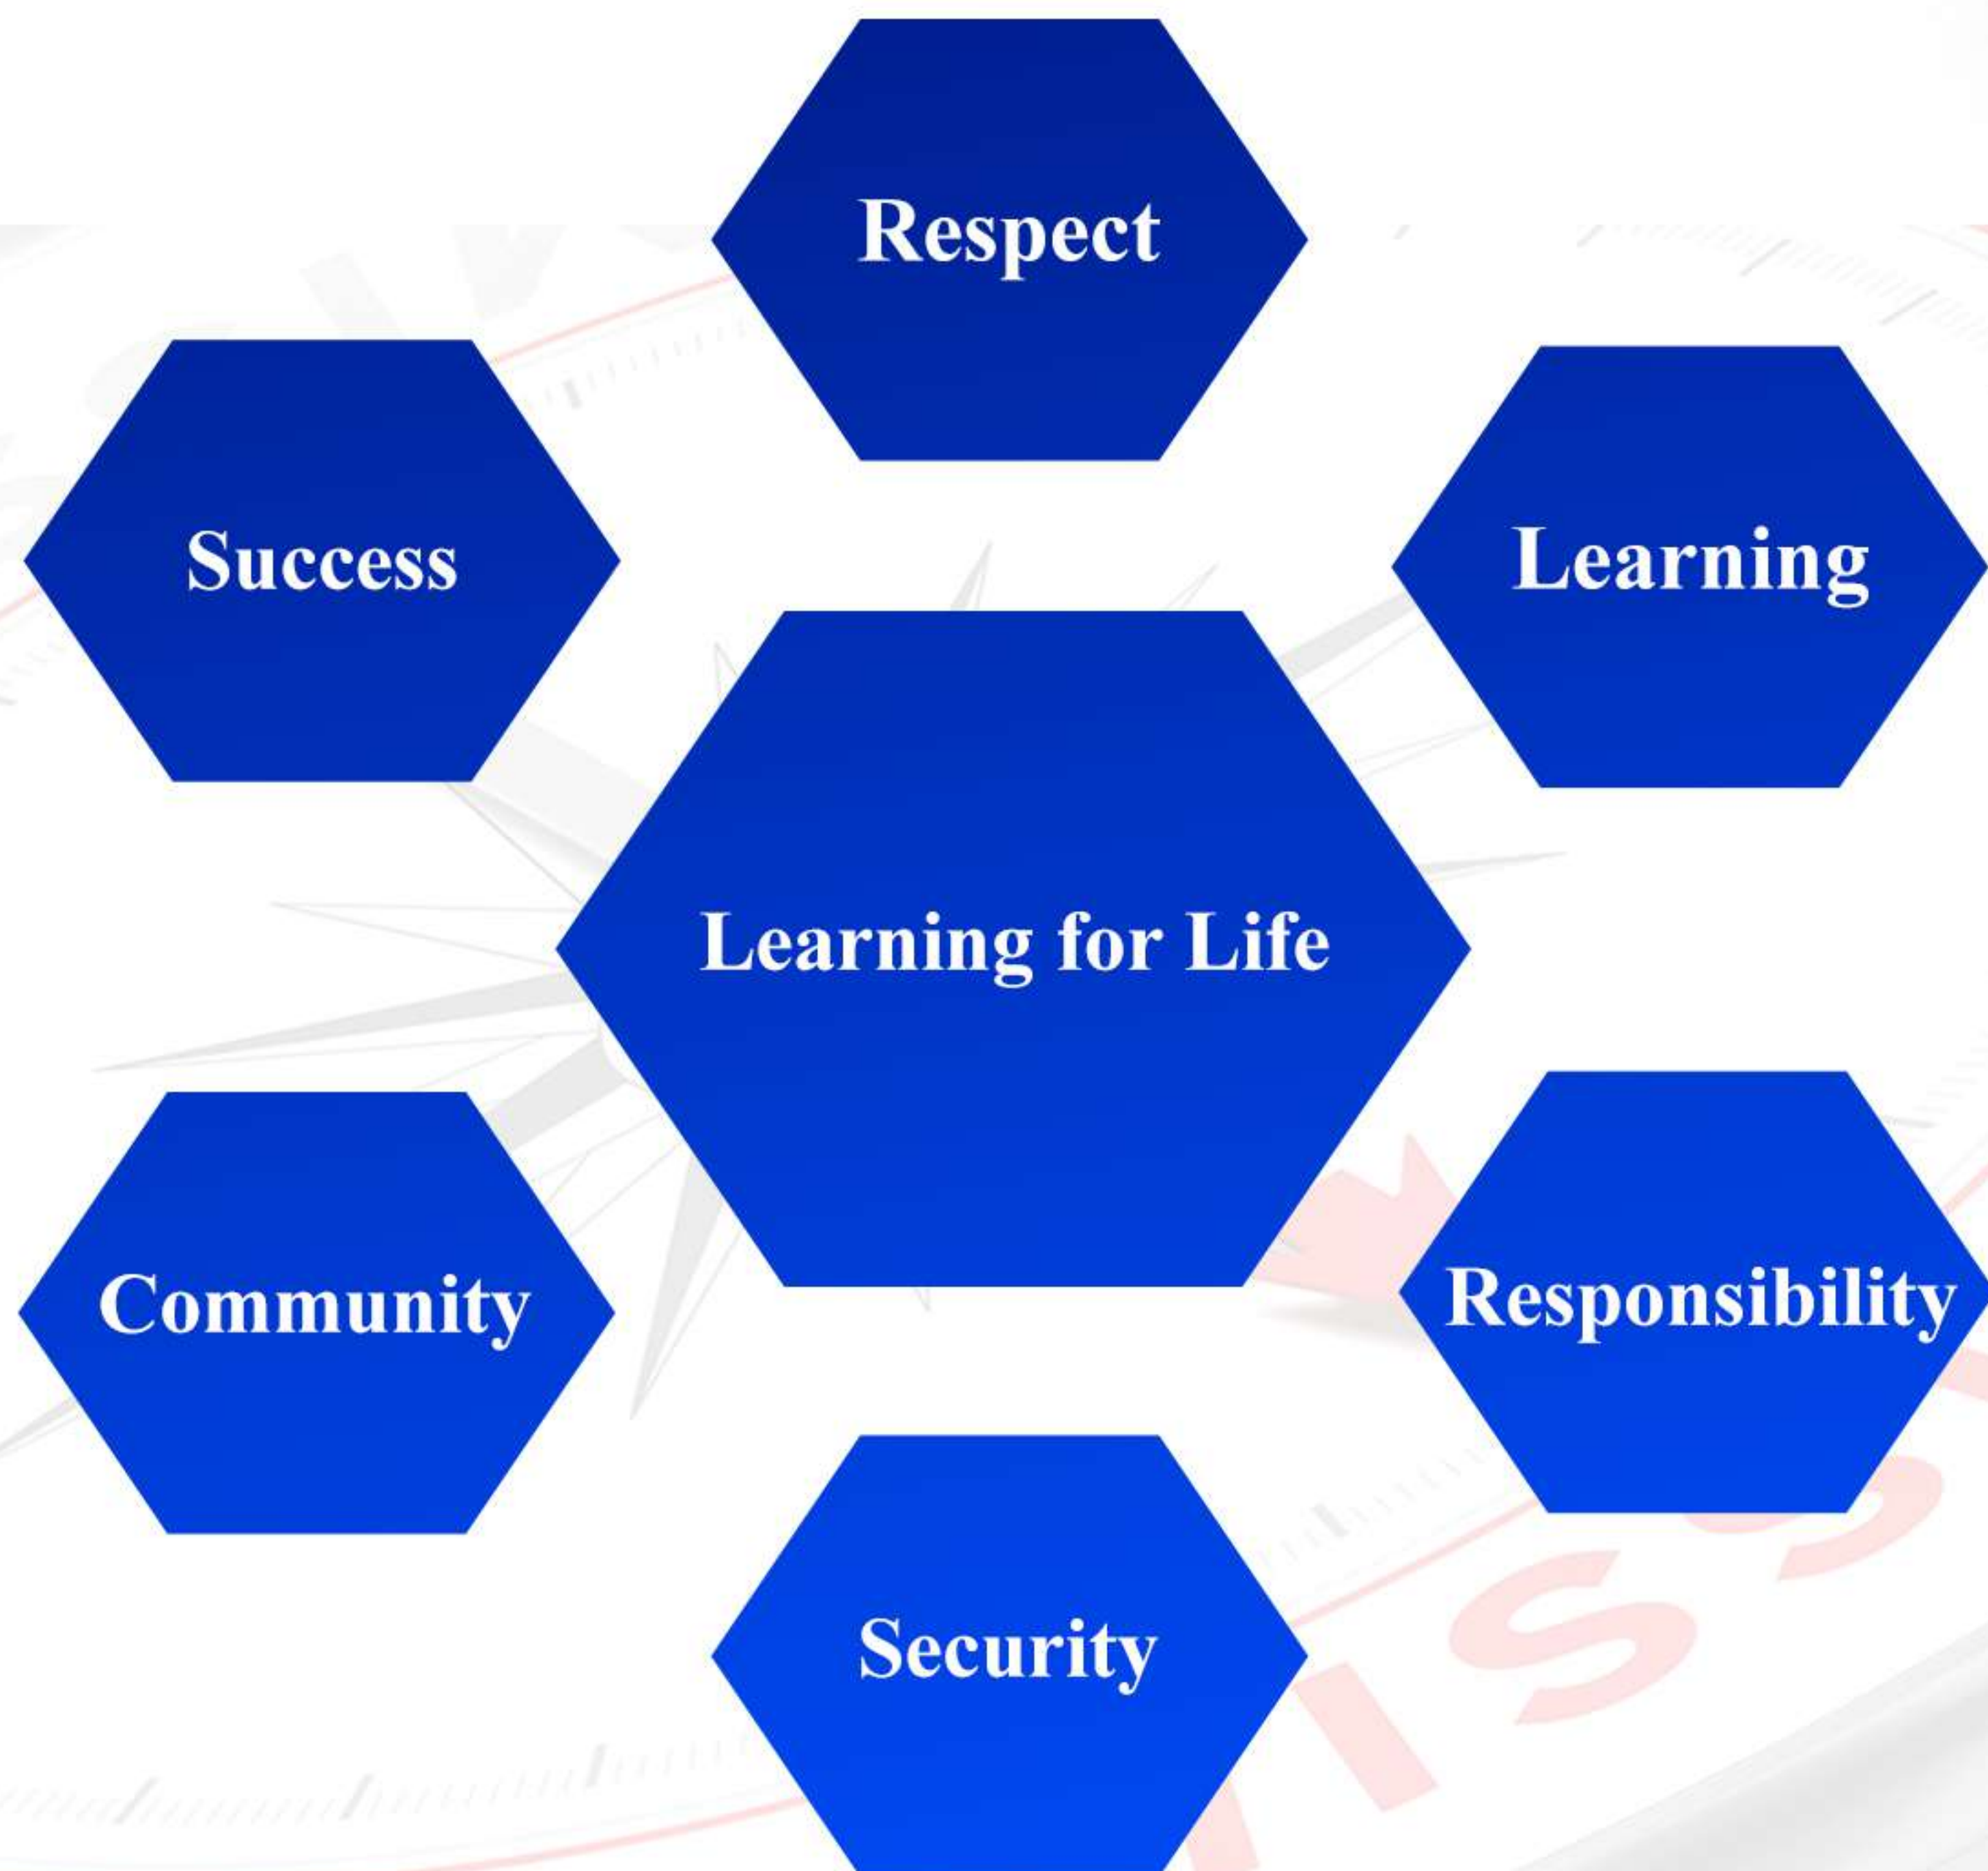 Respect
Success
Learning
Learning for Life
Community
Responsibility
Security